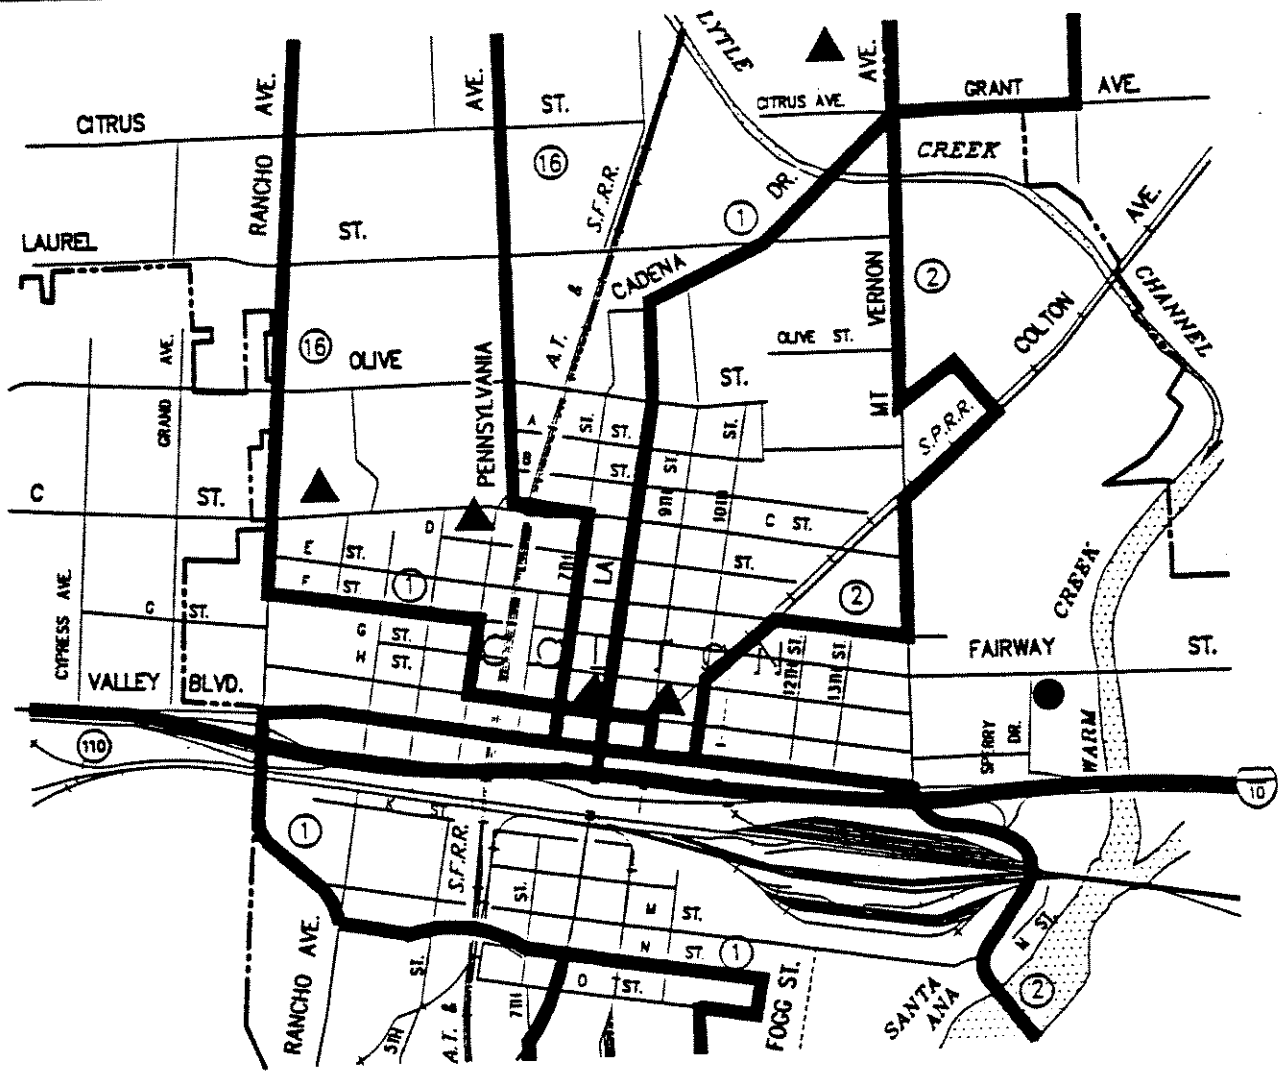 LYTLE
AVE.
AVE.
AVE.
GRANT
AVE.
CITRUS
ST.
CITRUS AVE.
CREEK
16
RANCHO
S.F.R.R.
DR.
1
AVE.
LAUREL
ST.
CADENA
VERNON
2
CHANNEL
&
A.T.
COLTON
OLIVE ST.
AVE.
GRAND
16
OLIVE
PENNSYLVANIA
ST.
MT
S.P.R.R.
A
ST.
ST.
ST.
B
ST.
ST.
C
ST.
9TH
10TH
C ST.
D
E
ST.
F
ST.
1
7TH
LA
ST.
2
CREEK
CYPRESS AVE.
G
ST.
G
ST.
H
ST.
12TH ST.
13TH ST.
FAIRWAY
ST.
VALLEY
BLVD.
SPERRY
DR.
WARM
110
10
K
ST.
1
S.F.R.R.
ST.
M
ST.
N
ST.
1
M ST.
RANCHO AVE.
ST.
O
ST.
7TH
5TH
A.T. &
FOGG ST.
SANTA
ANA
2